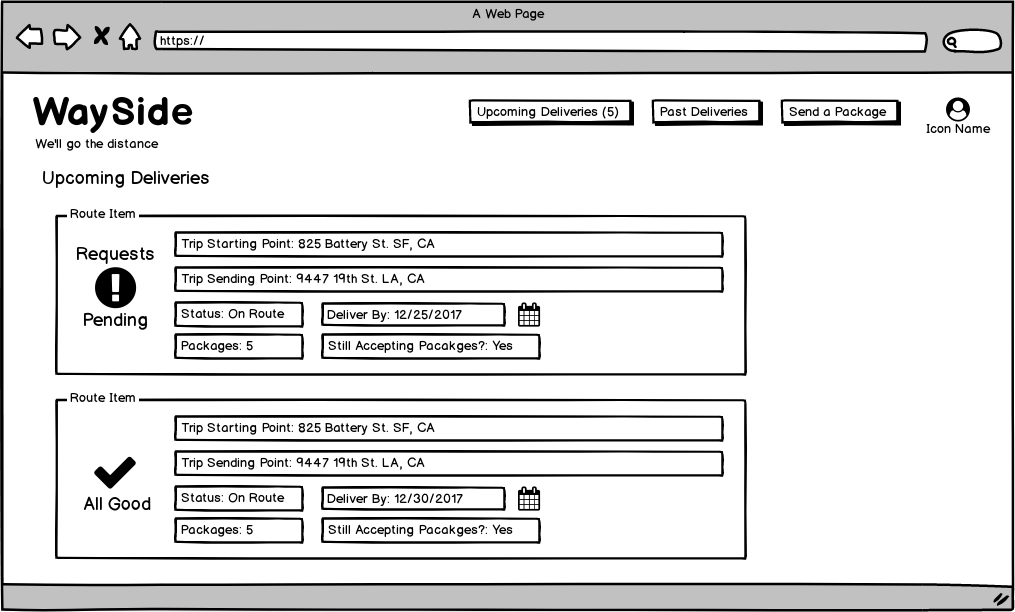 A Web Page
https://
WaySide
We'll go the distance
Upcoming Deliveries (5)
Past Deliveries
Send a Package
Icon Name
Upcoming Deliveries
Route Item
Requests
Pending
Trip Starting Point: 825 Battery St. SF, CA
Trip Sending Point: 9447 19th St. LA, CA
Status: On Route
Deliver By: 12/25/2017
Packages: 5
Still Accepting Pacakges?: Yes
Route Item
All Good
Trip Starting Point: 825 Battery St. SF, CA
Trip Sending Point: 9447 19th St. LA, CA
Status: On Route
Deliver By: 12/30/2017
Packages: 5
Still Accepting Pacakges?: Yes